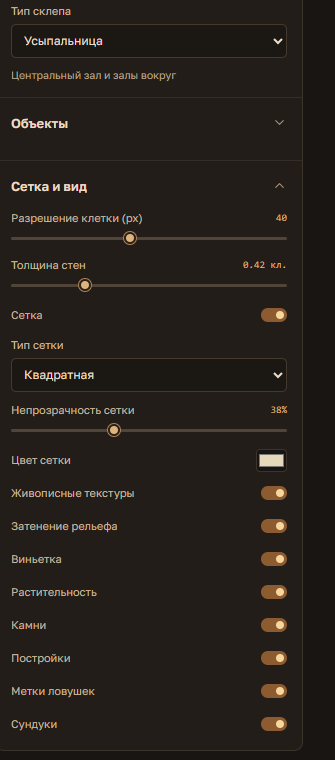 Тип склепа
Усыпальница
Центральный зал и залы вокруг
Объекты
Сетка и вид
Разрешение клетки (px) 40
Толщина стен 0.42 кл.
Сетка
Тип сетки
Квадратная
Непрозрачность сетки 38%
Цвет сетки
Живописные текстуры
Затенение рельефа
Виньетка
Растительность
Камни
Постройки
Метки ловушек
Сундуки